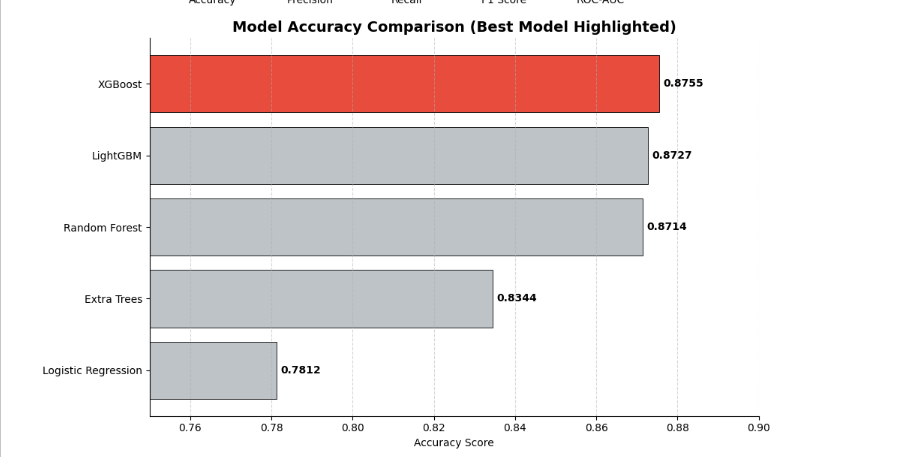 Accuracy Precision Recall F1 Score ROC-AUC
Model Accuracy Comparison (Best Model Highlighted)
XGBoost 0.8755
LightGBM 0.8727
Random Forest 0.8714
Extra Trees 0.8344
Logistic Regression 0.7812
0.76 0.78 0.80 0.82 0.84 0.86 0.88 0.90
Accuracy Score